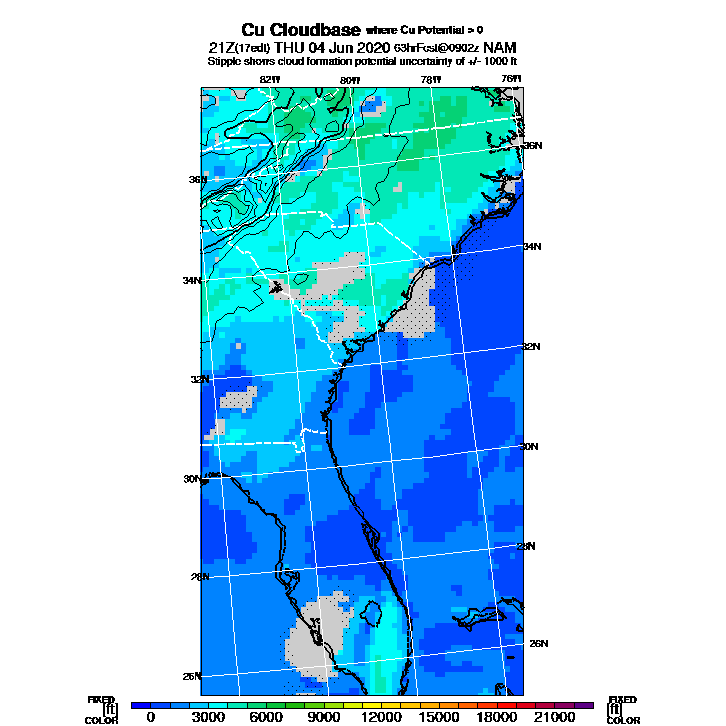 Cu Cloudbase where Cu Potential > 0
21Z(17edt) THU 04 Jun 2020 63hrFcst@0902z NAM
Stipple shows cloud formation potential uncertainty of +/- 1000 ft
82W 80W 78W 76W
36N 36N
34N 34N
32N 32N
30N 30N
28N 28N
26N 26N
FIXED FIXED
[ft] [ft]
COLOR COLOR
0 3000 6000 9000 12000 15000 18000 21000